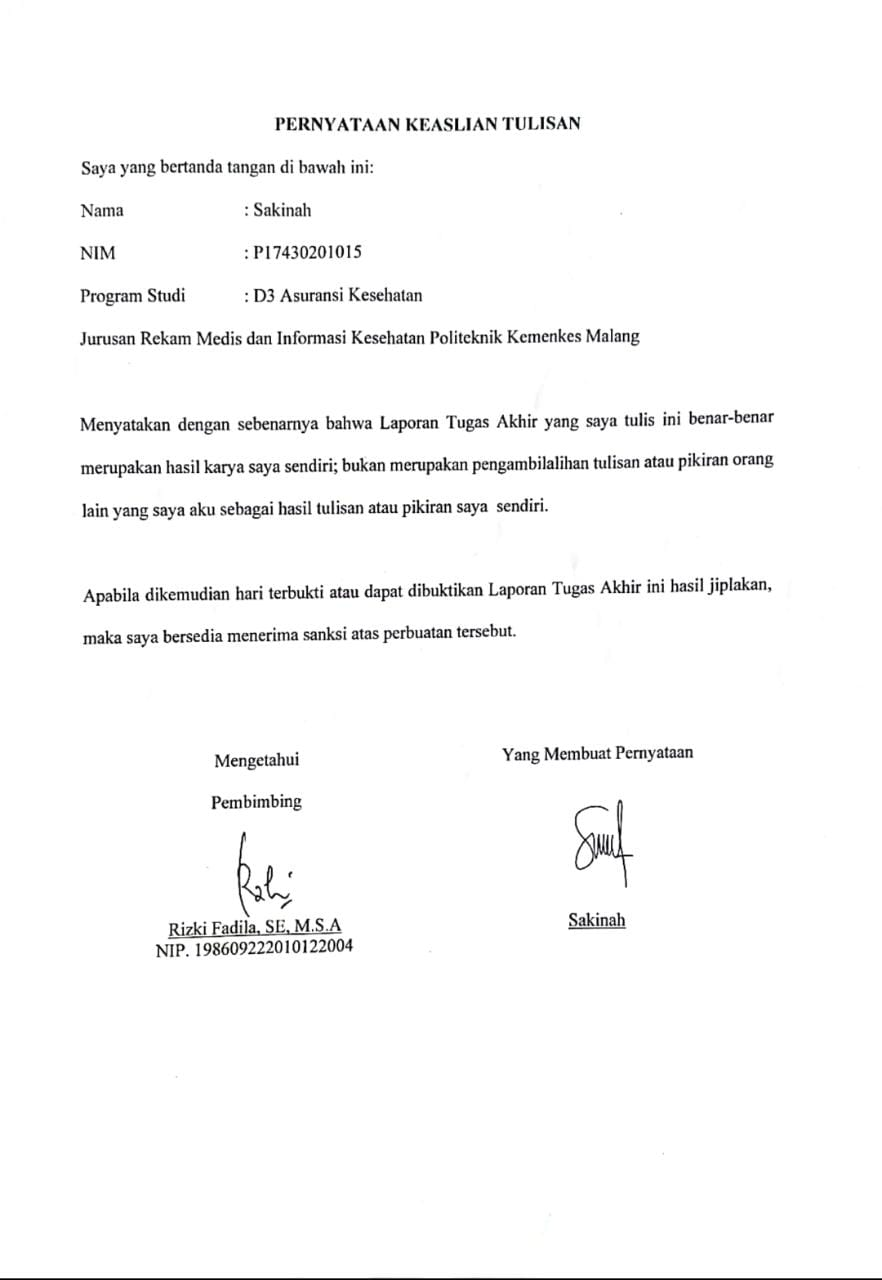 PERNYATAAN KEASLIAN TULISAN
Saya yang bertanda tangan di bawah ini:
Nama : Sakinah
NIM : P17430201015
Program Studi : D3 Asuransi Kesehatan
Jurusan Rekam Medis dan Informasi Kesehatan Politeknik Kemenkes Malang
Menyatakan dengan sebenarnya bahwa Laporan Tugas Akhir yang saya tulis ini benar-benar
merupakan hasil karya saya sendiri; bukan merupakan pengambilalihan tulisan atau pikiran orang
lain yang saya aku sebagai hasil tulisan atau pikiran saya sendiri.
Apabila dikemudian hari terbukti atau dapat dibuktikan Laporan Tugas Akhir ini hasil jiplakan,
maka saya bersedia menerima sanksi atas perbuatan tersebut.
Mengetahui
Pembimbing
Rizki Fadila, SE, M.S.A
NIP. 198609222010122004
Yang Membuat Pernyataan
Sakinah